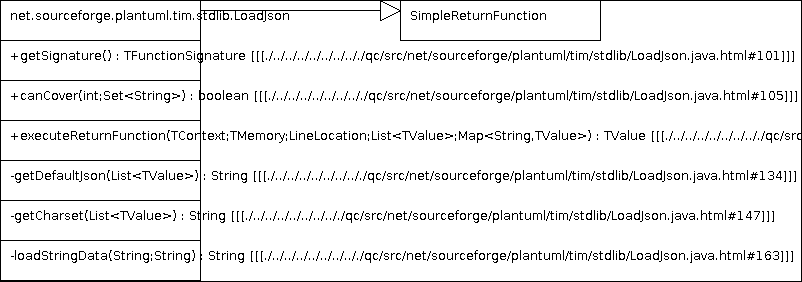 net.sourceforge.plantuml.tim.stdlib.LoadJson
SimpleReturnFunction
+getSignature() : TFunctionSignature [[[./../../../../../../../../qc/src/net/sourceforge/plantuml/tim/stdlib/LoadJson.java.html#101]]]
+canCover(int;Set<String>) : boolean [[[./../../../../../../../../qc/src/net/sourceforge/plantuml/tim/stdlib/LoadJson.java.html#105]]]
+executeReturnFunction(TContext;TMemory;LineLocation;List<TValue>;Map<String,TValue>) : TValue [[[./../../../../../../../../qc/src
-getDefaultJson(List<TValue>) : String [[[./../../../../../../../../qc/src/net/sourceforge/plantuml/tim/stdlib/LoadJson.java.html#134]]]
-getCharset(List<TValue>) : String [[[./../../../../../../../../qc/src/net/sourceforge/plantuml/tim/stdlib/LoadJson.java.html#147]]]
-loadStringData(String;String) : String [[[./../../../../../../../../qc/src/net/sourceforge/plantuml/tim/stdlib/LoadJson.java.html#163]]]